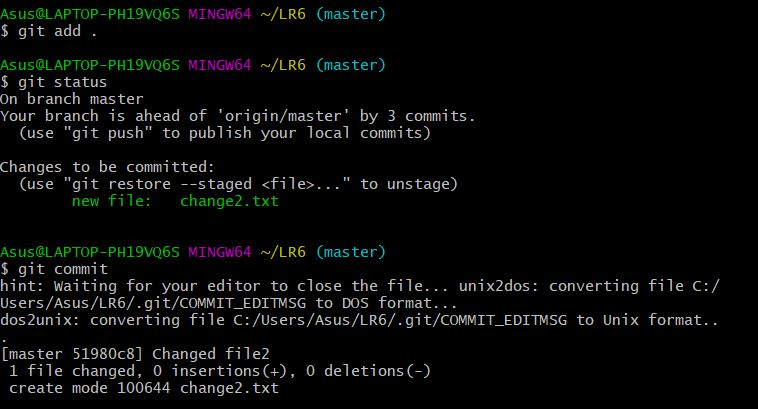 Asus@LAPTOP-PH19VQ6S MINGW64 ~/LR6 (master)
$ git add .
Asus@LAPTOP-PH19VQ6S MINGW64 ~/LR6 (master)
$ git status
On branch master
Your branch is ahead of 'origin/master' by 3 commits.
  (use "git push" to publish your local commits)
Changes to be committed:
  (use "git restore --staged <file>..." to unstage)
        new file:   change2.txt
Asus@LAPTOP-PH19VQ6S MINGW64 ~/LR6 (master)
$ git commit
hint: Waiting for your editor to close the file... unix2dos: converting file C:/
Users/Asus/LR6/.git/COMMIT_EDITMSG to DOS format...
dos2unix: converting file C:/Users/Asus/LR6/.git/COMMIT_EDITMSG to Unix format..
.
[master 51980c8] Changed file2
 1 file changed, 0 insertions(+), 0 deletions(-)
 create mode 100644 change2.txt